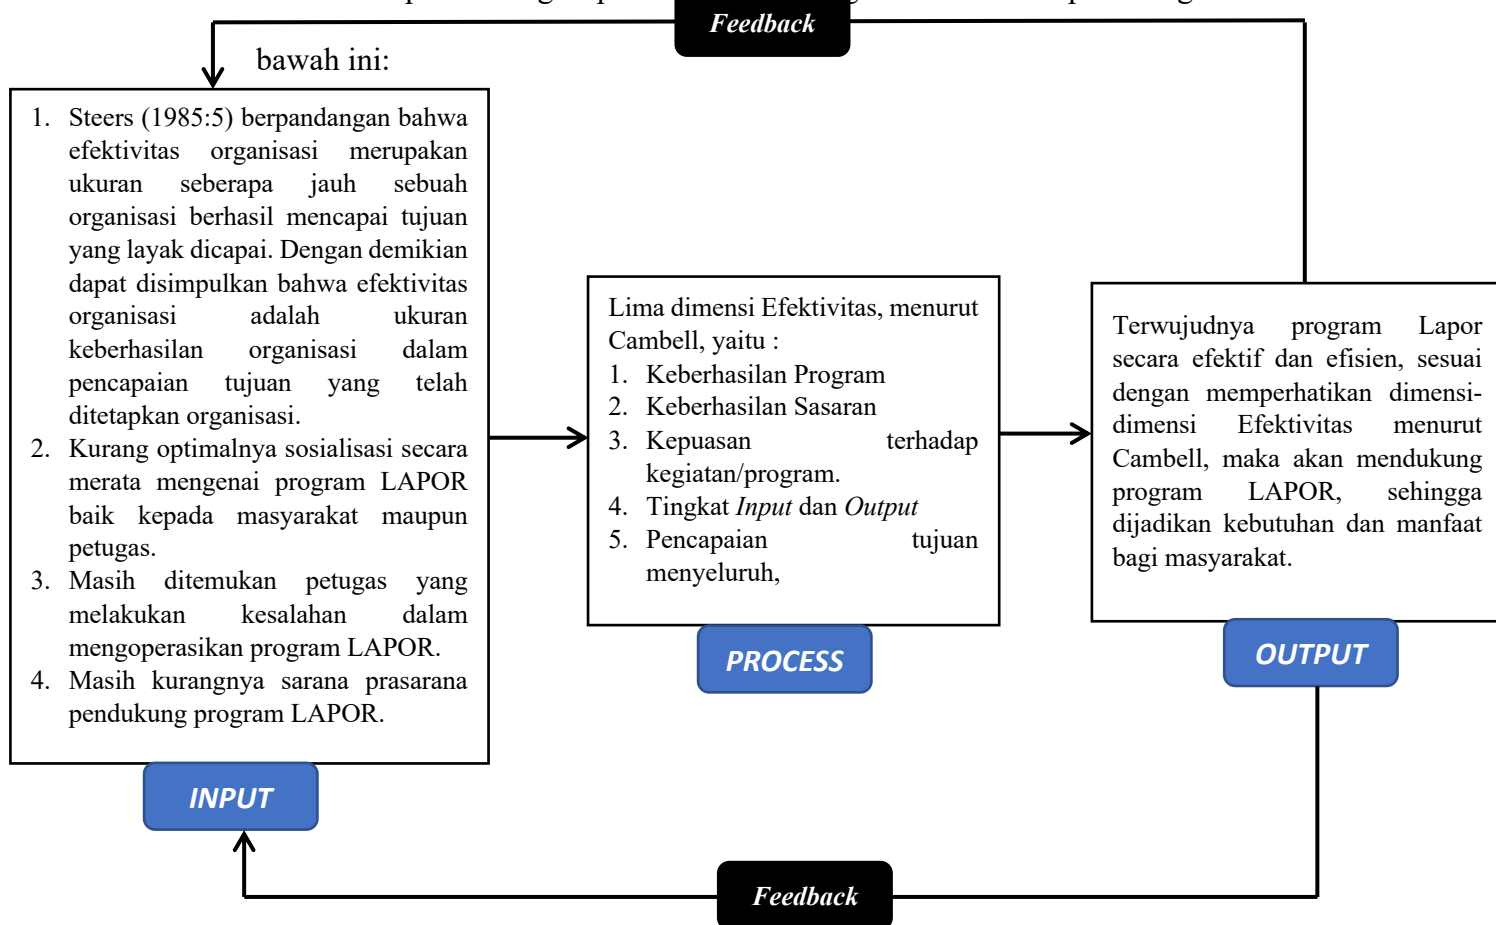 Feedback
bawah ini:
1. Steers (1985:5) berpandangan bahwa
efektivitas organisasi merupakan
ukuran seberapa jauh sebuah
organisasi berhasil mencapai tujuan
yang layak dicapai. Dengan demikian
dapat disimpulkan bahwa efektivitas
organisasi adalah ukuran
keberhasilan organisasi dalam
pencapaian tujuan yang telah
ditetapkan organisasi.
2. Kurang optimalnya sosialisasi secara
merata mengenai program LAPOR
baik kepada masyarakat maupun
petugas.
3. Masih ditemukan petugas yang
melakukan kesalahan dalam
mengoperasikan program LAPOR.
4. Masih kurangnya sarana prasarana
pendukung program LAPOR.
INPUT
Lima dimensi Efektivitas, menurut
Cambell, yaitu :
1. Keberhasilan Program
2. Keberhasilan Sasaran
3. Kepuasan terhadap
kegiatan/program.
4. Tingkat Input dan Output
5. Pencapaian tujuan
menyeluruh,
PROCESS
Terwujudnya program Lapor
secara efektif dan efisien, sesuai
dengan memperhatikan dimensi-
dimensi Efektivitas menurut
Cambell, maka akan mendukung
program LAPOR, sehingga
dijadikan kebutuhan dan manfaat
bagi masyarakat.
OUTPUT
Feedback